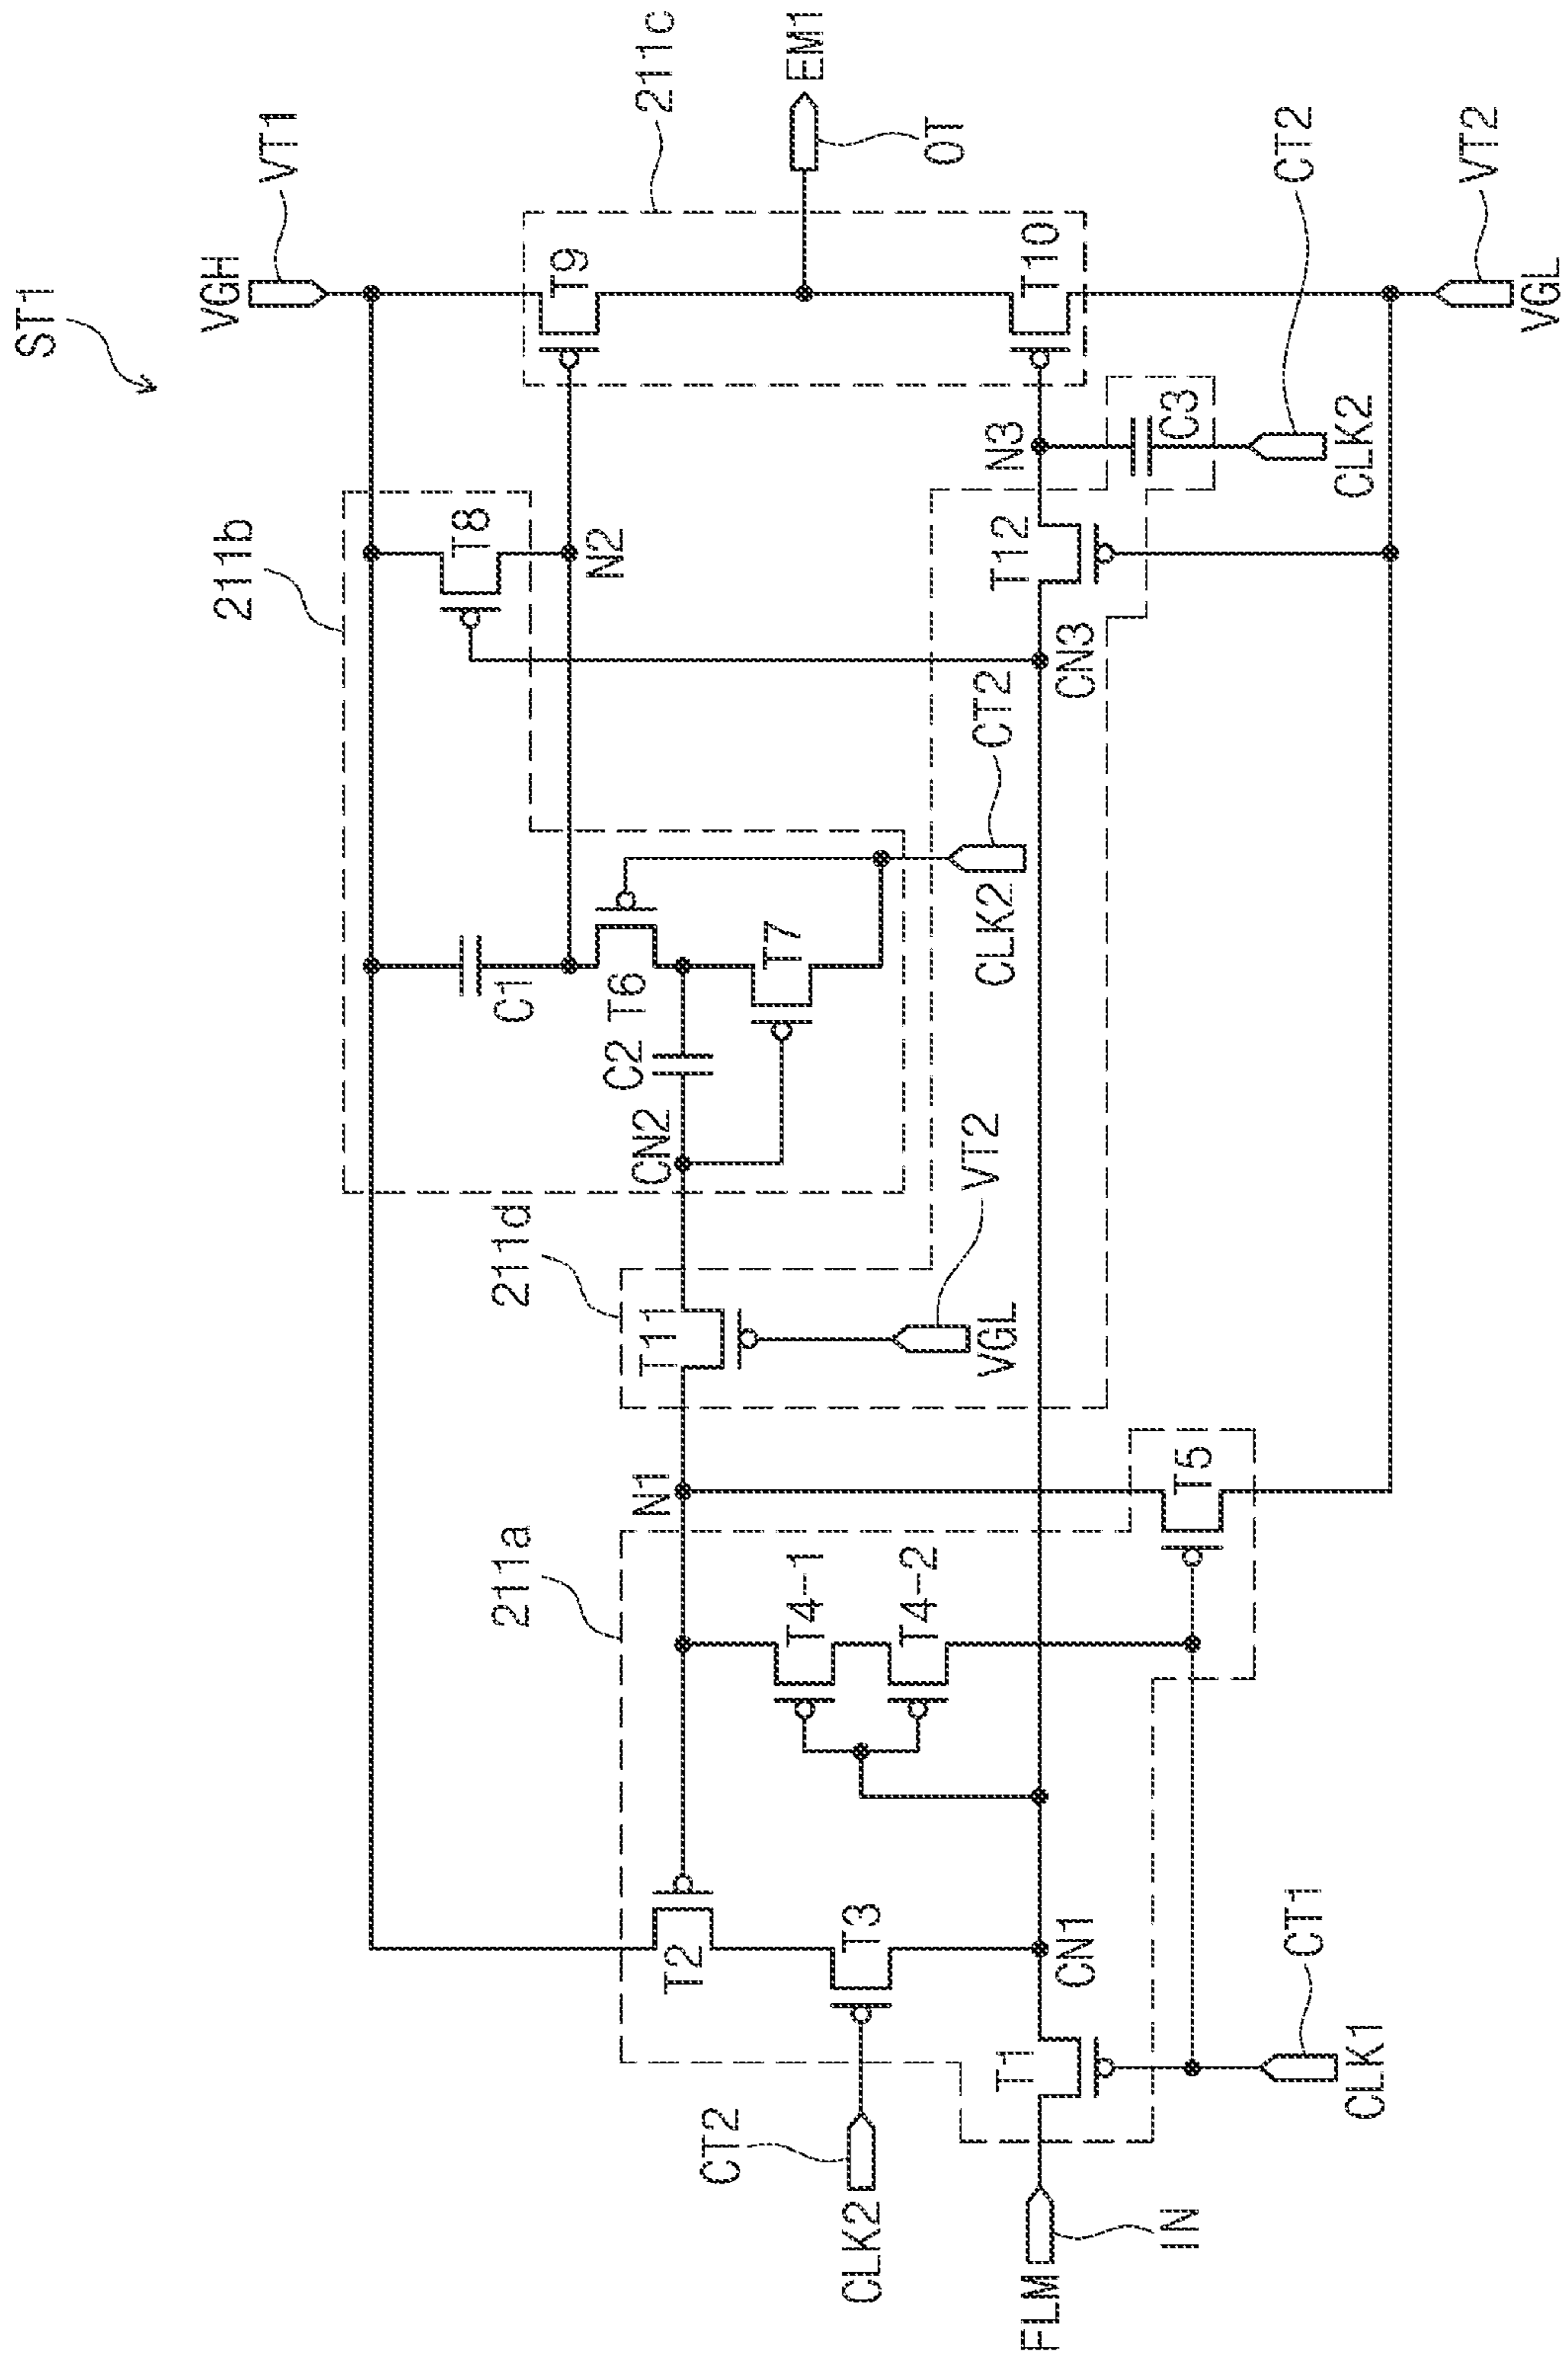 ST1
VGH
VT1
211b
211c
T8
T9
N2
C1
T6
C2
CN2
T7
CT2
CLK2
EM1
OT
211d
T11
VT2
VGL
N1
211a
T4-1
T4-2
T2
T3
CT2
CLK2
T1
CN1
FLM
IN
CLK1
CT1
T5
CN3
T12
N3
T10
C3
CLK2
CT2
VGL
VT2